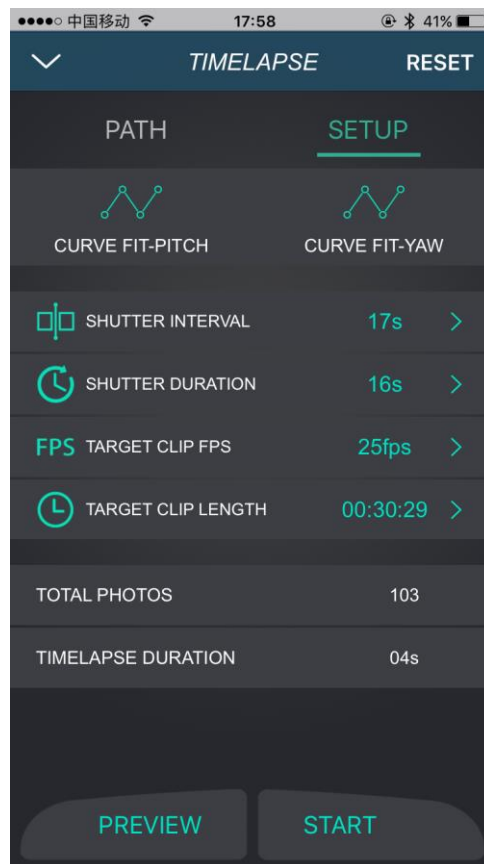 中国移动 17:58 41%
TIMELAPSE RESET
PATH SETUP
CURVE FIT-PITCH CURVE FIT-YAW
SHUTTER INTERVAL 17s
SHUTTER DURATION 16s
FPS TARGET CLIP FPS 25fps
TARGET CLIP LENGTH 00:30:29
TOTAL PHOTOS 103
TIMELAPSE DURATION 04s
PREVIEW START